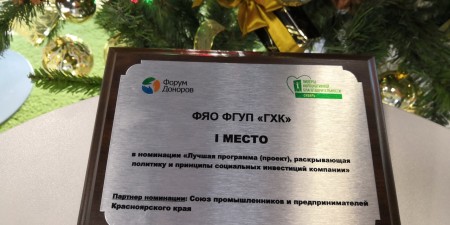 Форум
Доноров
ФЯО ФГУП «ГХК»
I МЕСТО
в номинации «Лучшая программа (проект), раскрывающая
политику и принципы социальных инвестиций компании»
Партнер номинации: Союз промышленников и предпринимателей
Красноярского края